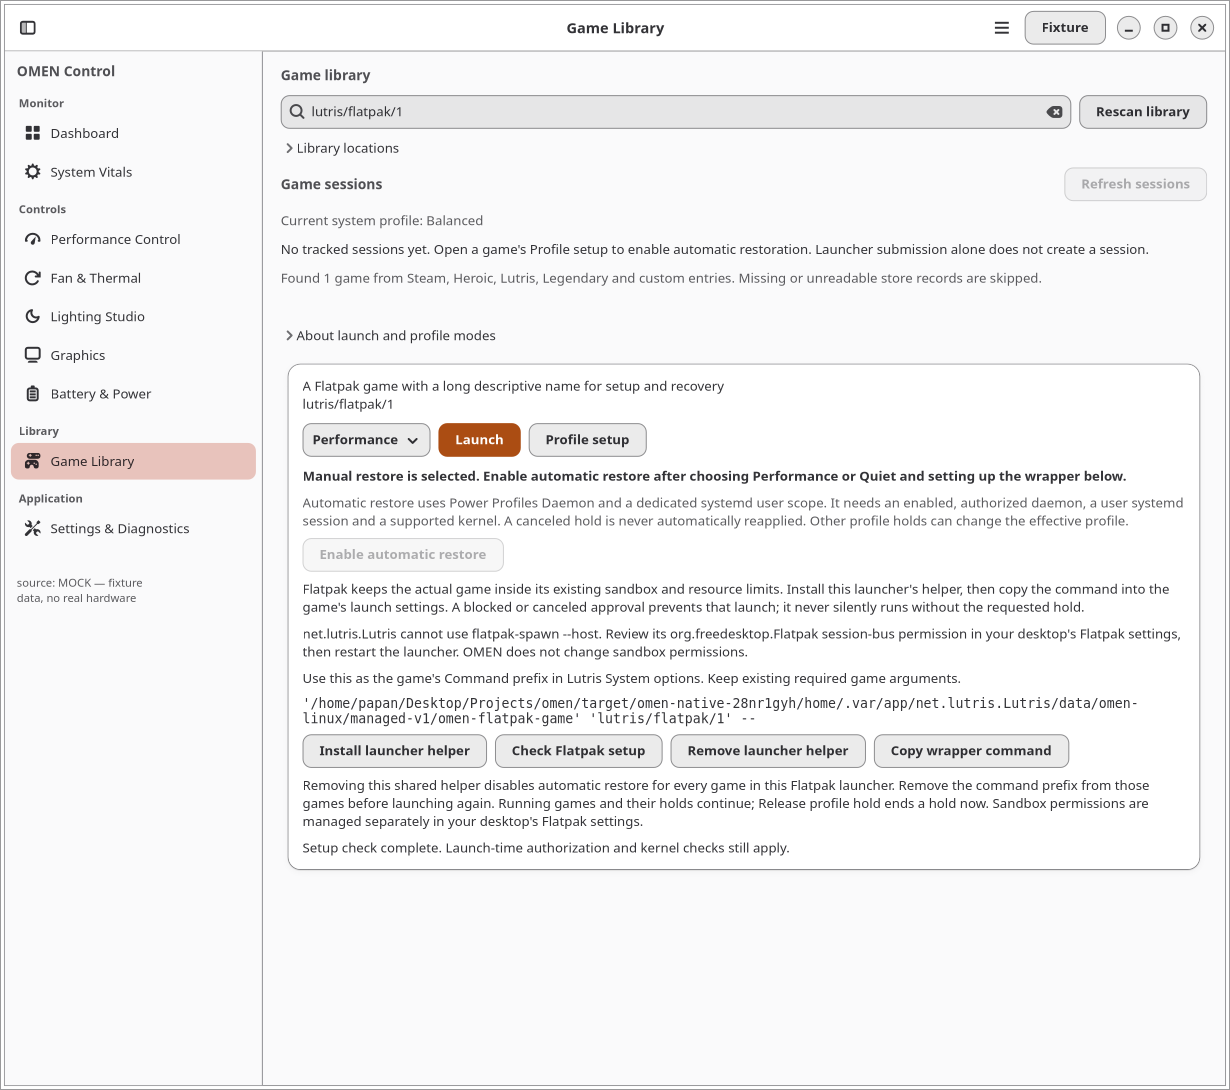 Game Library
Fixture
OMEN Control
Monitor
Dashboard
System Vitals
Controls
Performance Control
Fan & Thermal
Lighting Studio
Graphics
Battery & Power
Library
Game Library
Application
Settings & Diagnostics
source: MOCK — fixture
data, no real hardware
Game library
lutris/flatpak/1
Rescan library
Library locations
Game sessions
Refresh sessions
Current system profile: Balanced
No tracked sessions yet. Open a game's Profile setup to enable automatic restoration. Launcher submission alone does not create a session.
Found 1 game from Steam, Heroic, Lutris, Legendary and custom entries. Missing or unreadable store records are skipped.
About launch and profile modes
A Flatpak game with a long descriptive name for setup and recovery
lutris/flatpak/1
Performance
Launch
Profile setup
Manual restore is selected. Enable automatic restore after choosing Performance or Quiet and setting up the wrapper below.
Automatic restore uses Power Profiles Daemon and a dedicated systemd user scope. It needs an enabled, authorized daemon, a user systemd
session and a supported kernel. A canceled hold is never automatically reapplied. Other profile holds can change the effective profile.
Enable automatic restore
Flatpak keeps the actual game inside its existing sandbox and resource limits. Install this launcher's helper, then copy the command into the
game's launch settings. A blocked or canceled approval prevents that launch; it never silently runs without the requested hold.
net.lutris.Lutris cannot use flatpak-spawn --host. Review its org.freedesktop.Flatpak session-bus permission in your desktop's Flatpak settings,
then restart the launcher. OMEN does not change sandbox permissions.
Use this as the game's Command prefix in Lutris System options. Keep existing required game arguments.
'/home/papan/Desktop/Projects/omen/target/omen-native-28nr1gyh/home/.var/app/net.lutris.Lutris/data/omen-
linux/managed-v1/omen-flatpak-game' 'lutris/flatpak/1' --
Install launcher helper
Check Flatpak setup
Remove launcher helper
Copy wrapper command
Removing this shared helper disables automatic restore for every game in this Flatpak launcher. Remove the command prefix from those
games before launching again. Running games and their holds continue; Release profile hold ends a hold now. Sandbox permissions are
managed separately in your desktop's Flatpak settings.
Setup check complete. Launch-time authorization and kernel checks still apply.